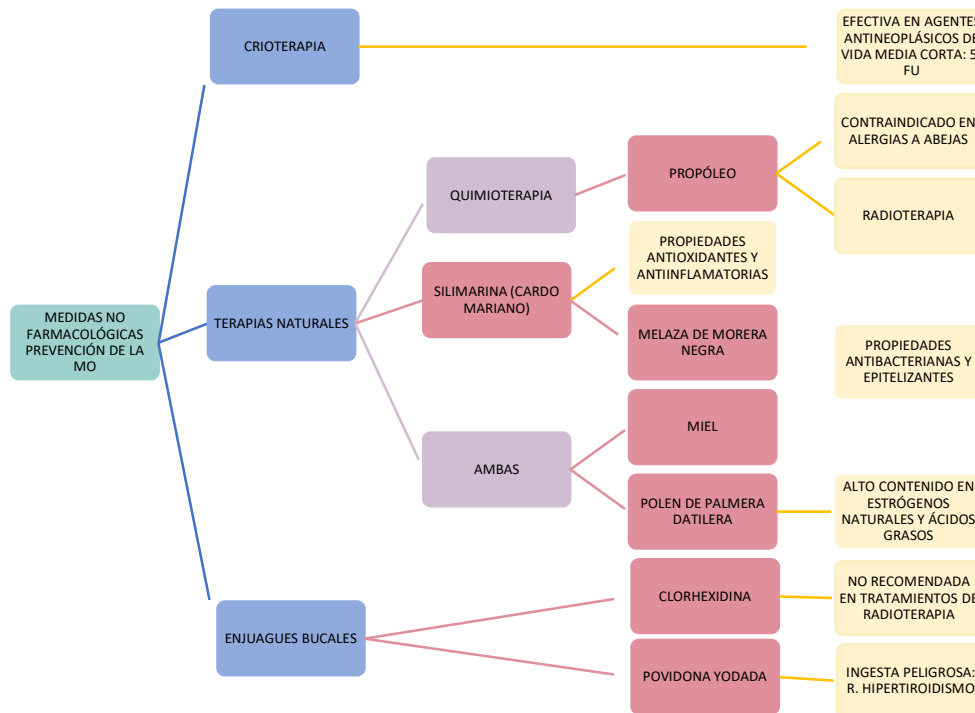 MEDIDAS NO
FARMACOLÓGICAS
PREVENCIÓN DE LA
MO
CRIOTERAPIA
EFECTIVA EN AGENTES
ANTINEOPLÁSICOS DE
VIDA MEDIA CORTA: 5
FU
TERAPIAS NATURALES
QUIMIOTERAPIA
PROPÓLEO
CONTRAINDICADO EN
ALERGIAS A ABEJAS
RADIOTERAPIA
SILIMARINA (CARDO
MARIANO)
PROPIEDADES
ANTIOXIDANTES Y
ANTIINFLAMATORIAS
MELAZA DE MORERA
NEGRA
PROPIEDADES
ANTIBACTERIANAS Y
EPITELIZANTES
AMBAS
MIEL
POLEN DE PALMERA
DATILERA
ALTO CONTENIDO EN
ESTRÓGENOS
NATURALES Y ÁCIDOS
GRASOS
ENJUAGUES BUCALES
CLORHEXIDINA
NO RECOMENDADA
EN TRATAMIENTOS DE
RADIOTERAPIA
POVIDONA YODADA
INGESTA PELIGROSA:
R. HIPERTIROIDISMO